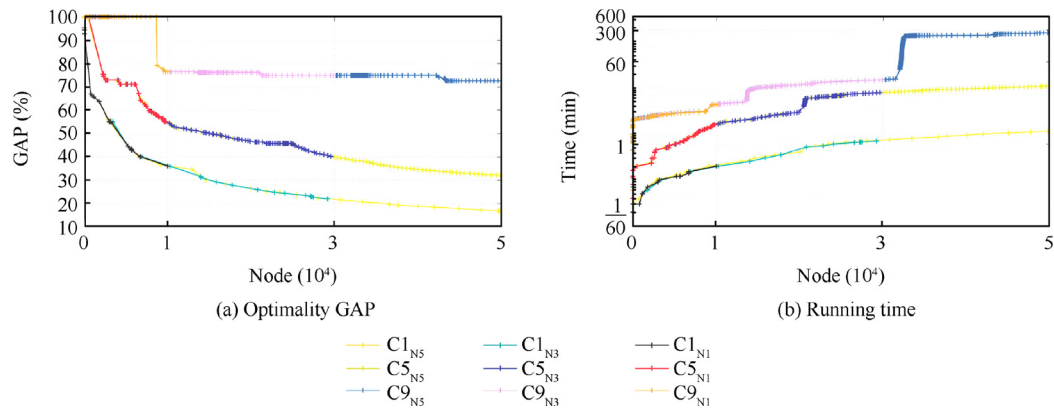 100
90
80
70
60
50
40
30
20
10
GAP (%)
0
1
3
5
Node (10⁴)
(a) Optimality GAP
600
300
60
1
1
60
Time (min)
0
1
3
5
Node (10⁴)
(b) Running time
C1N5
C1N3
C1N1
C5N5
C5N3
C5N1
C9N5
C9N3
C9N1